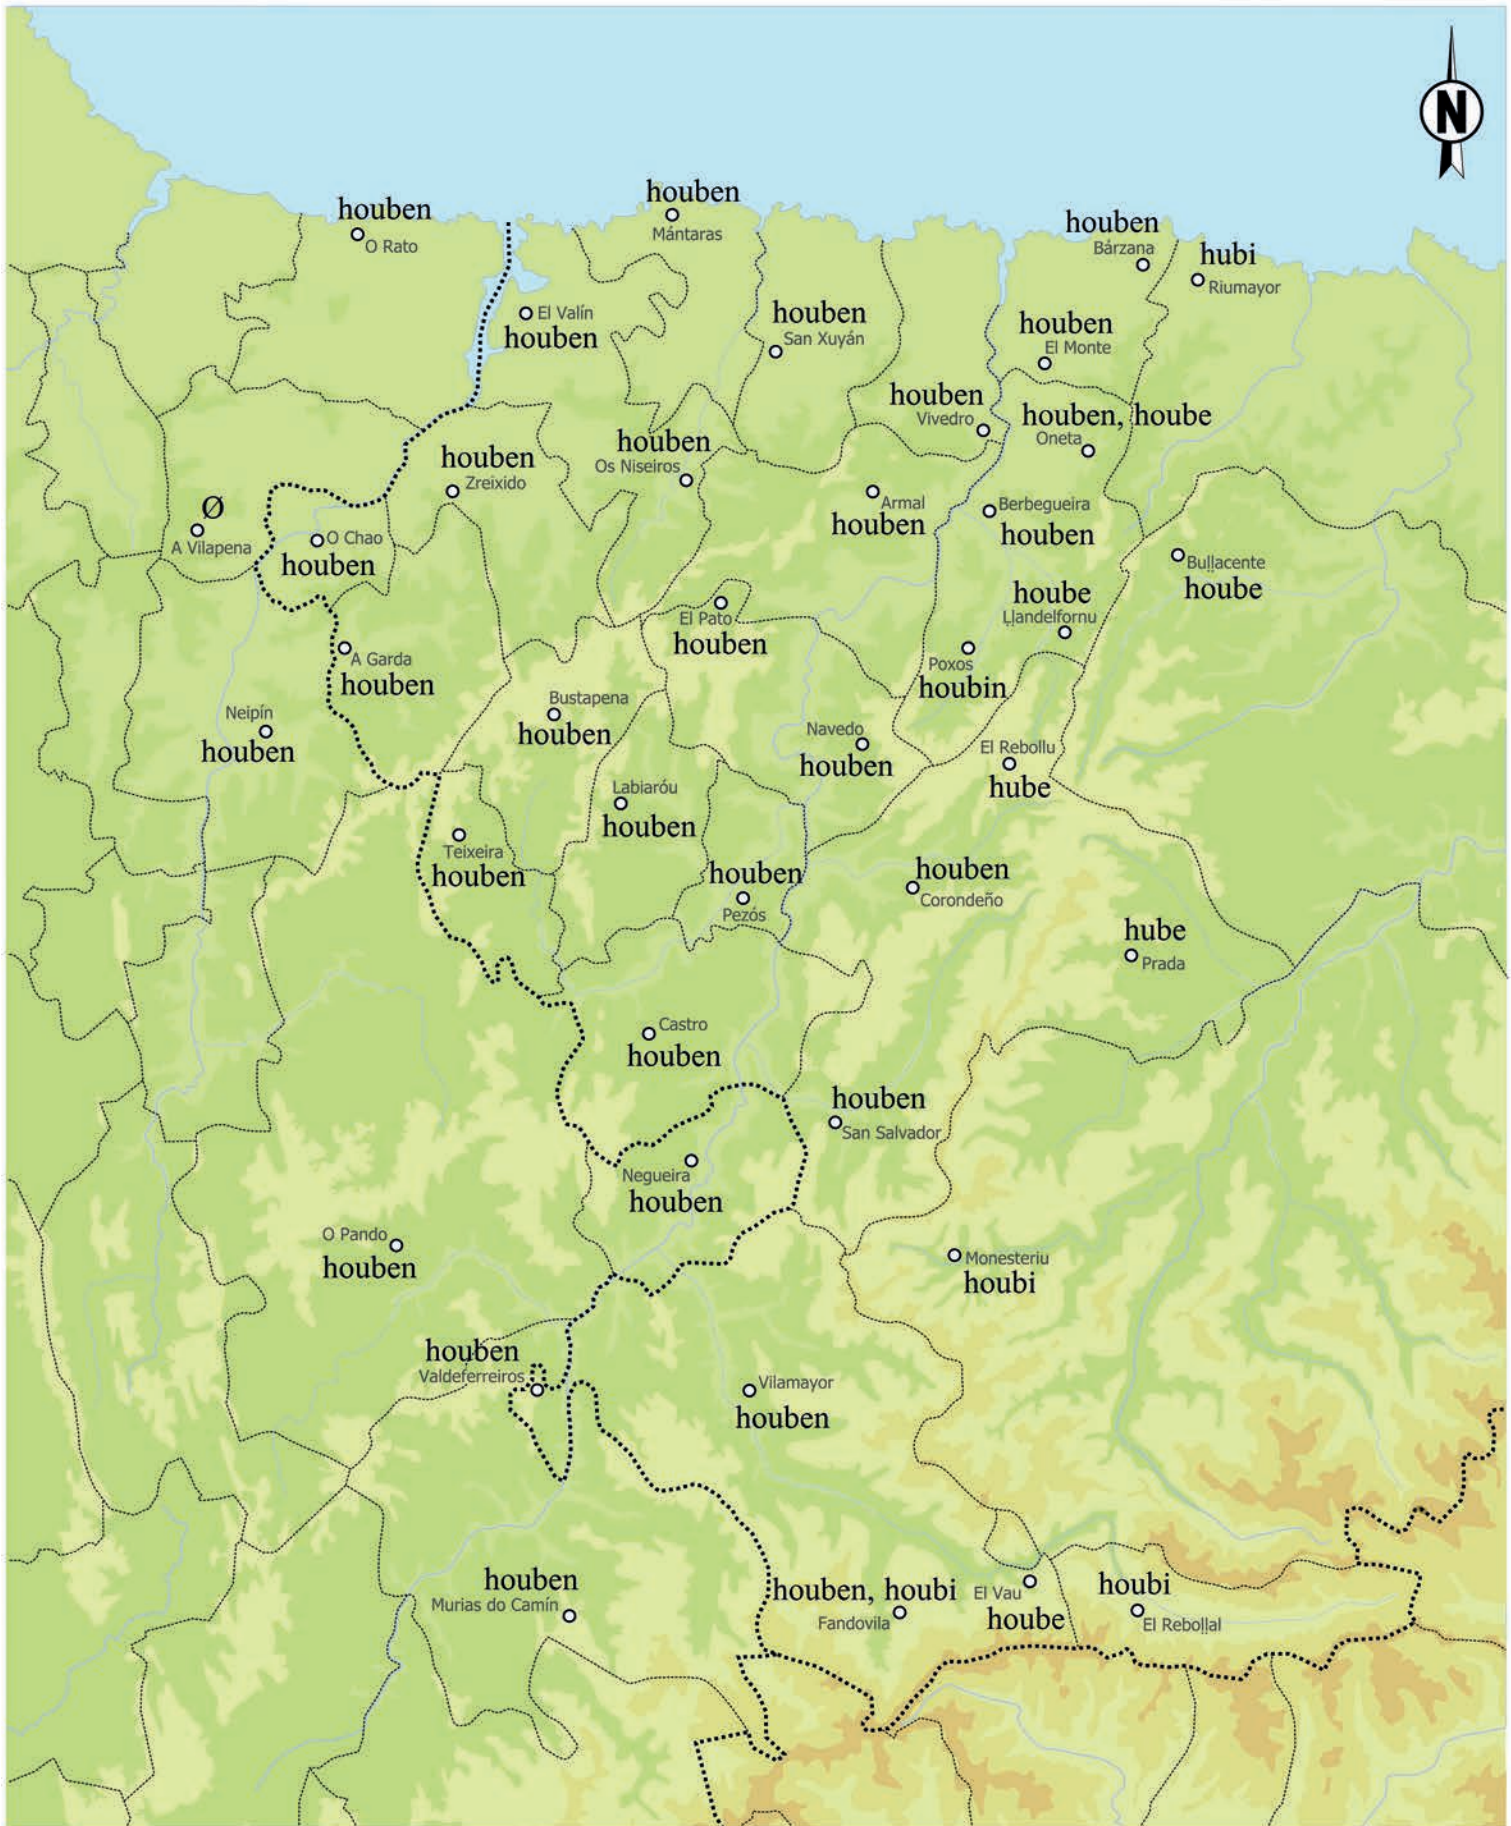 N
houben
Mántaras
houben
O Rato
houben
Bárzana
hubi
Riumayor
El Valín
houben
houben
San Xuyán
houben
El Monte
houben
Vivedro
houben, hoube
Oneta
houben
Os Niseiros
houben
Zreixido
Armal
houben
Berbegueira
houben
Ø
A Vilapena
O Chao
houben
Buḷḷacente
hoube
hoube
Ḷḷandelfornu
El Pato
houben
A Garda
houben
Poxos
houbin
Bustapena
houben
Neipín
houben
Navedo
houben
El Rebollu
hube
Labiaróu
houben
Teixeira
houben
houben
Pezós
houben
Corondeño
hube
Prada
Castro
houben
houben
San Salvador
Negueira
houben
O Pando
houben
Monesteriu
houbi
houben
Valdeferreiros
Vilamayor
houben
houben
Murias do Camín
houben, houbi
Fandovila
El Vau
hoube
houbi
El Reboḷḷal